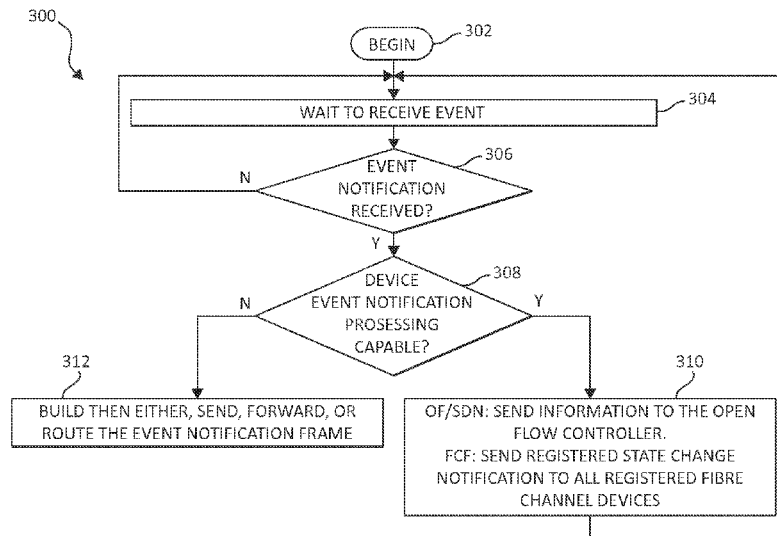 300
BEGIN
302
WAIT TO RECEIVE EVENT
304
EVENT
NOTIFICATION
RECEIVED?
306
N
Y
DEVICE
EVENT NOTIFICATION
PROSESSING
CAPABLE?
308
N
Y
312
BUILD THEN EITHER, SEND, FORWARD, OR
ROUTE THE EVENT NOTIFICATION FRAME
310
OF/SDN: SEND INFORMATION TO THE OPEN
FLOW CONTROLLER.
FCF: SEND REGISTERED STATE CHANGE
NOTIFICATION TO ALL REGISTERED FIBRE
CHANNEL DEVICES